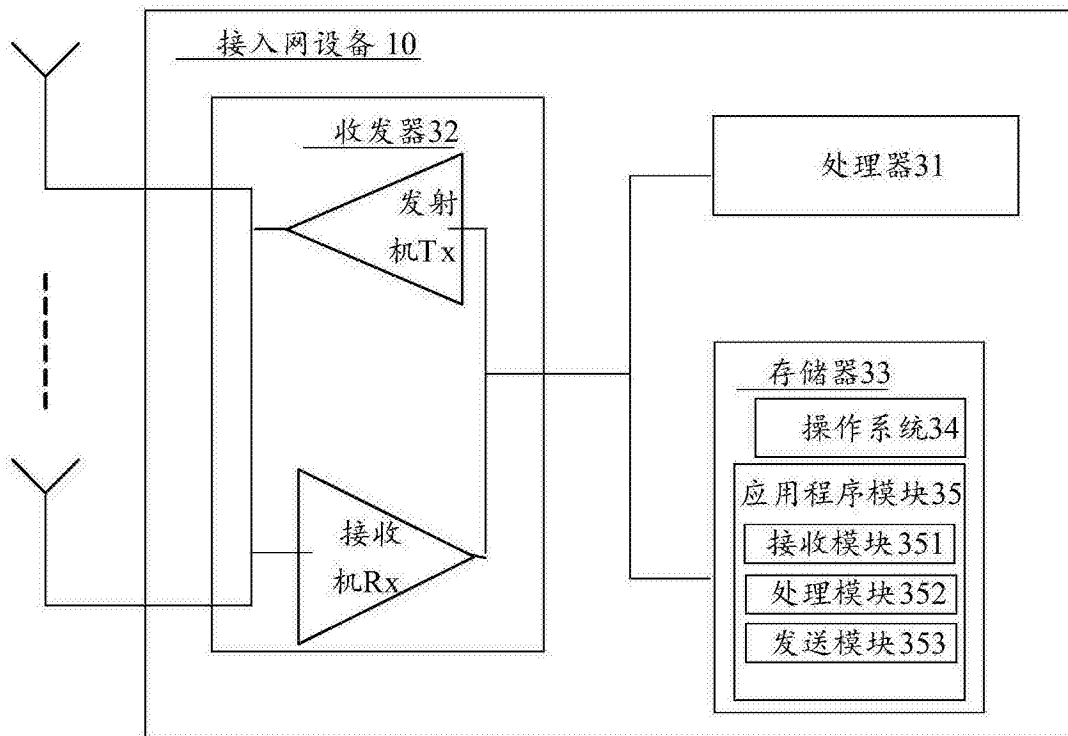 接入网设备 10
收发器32
发射
机Tx
接收
机Rx
处理器31
存储器33
操作系统34
应用程序模块35
接收模块351
处理模块352
发送模块353